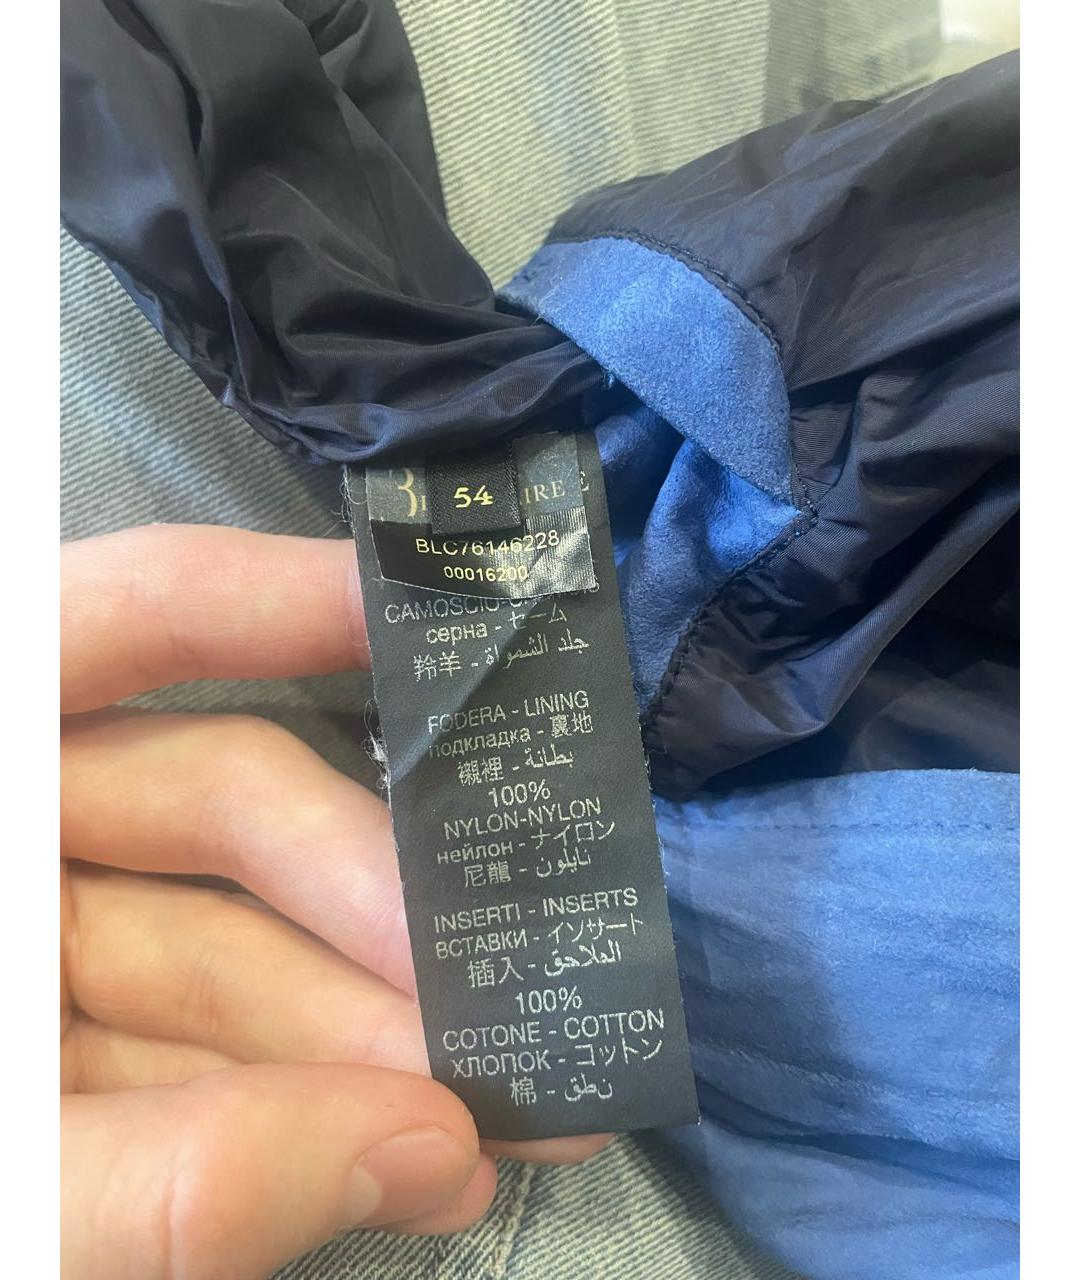 54
BLC76146228
00016200
CAMOSCIO
серна - セーム
羚羊 - جلد الشمواة
FODERA - LINING
подкладка - 裏地
襯裡 - بطانة
100%
NYLON-NYLON
нейлон - ナイロン
尼龍 - نايلون
INSERTI - INSERTS
ВСТАВКИ - インサート
插入 - الملاحق
100%
COTONE - COTTON
ХЛОПОК - コットン
棉 - نطق